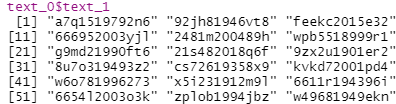 text_0$text_1
[1] "a7q1519792n6" "92jh81946vt8" "feekc2015e32"
[11] "666952003yjl" "2481m200489h" "wpb5518999r1"
[21] "g9md21990ft6" "21s482018q6f" "9zx2u1901er2"
[31] "8u7o319493z2" "cs72619358x9" "kvkd72001pd4"
[41] "w6o781996273" "x5i231912m9l" "6611r194396i"
[51] "6654l2003o3k" "zplob1994jbz" "w49681949ekn"